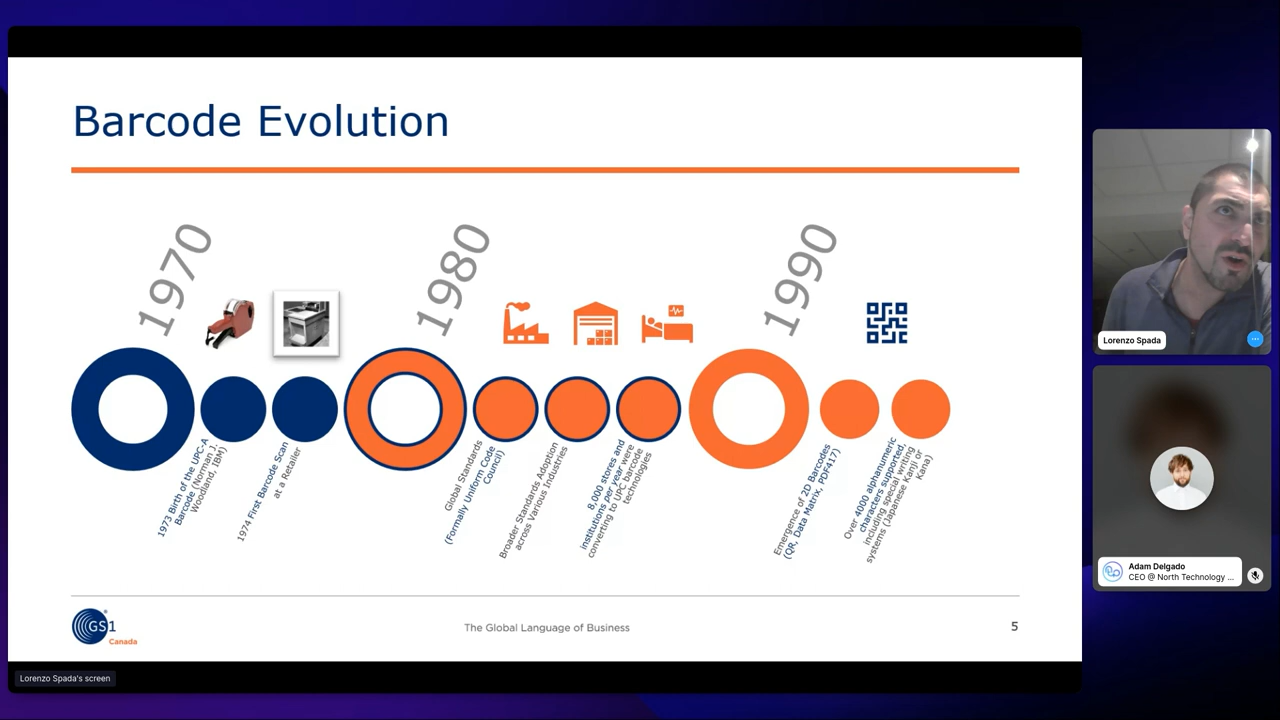 Barcode Evolution
1970
1980
1990
1973 Birth of the UPC-A
Barcode (Norman J.
Woodland, IBM)
1974 First Barcode Scan
at a Retailer
Global Standards
(Formally Uniform Code
Council)
Broader Standards Adoption
across Various Industries
8,000 stores and
institutions per year were
converting to UPC barcode
technologies
Emergence of 2D Barcodes
(QR, Data Matrix, PDF417)
Over 4000 alphanumeric
characters supported,
including special writing
systems (Japanese Kanji or
Kana)
GS1
®
Canada
The Global Language of Business
5
Lorenzo Spada's screen
Lorenzo Spada
Adam Delgado
CEO @ North Technology ...